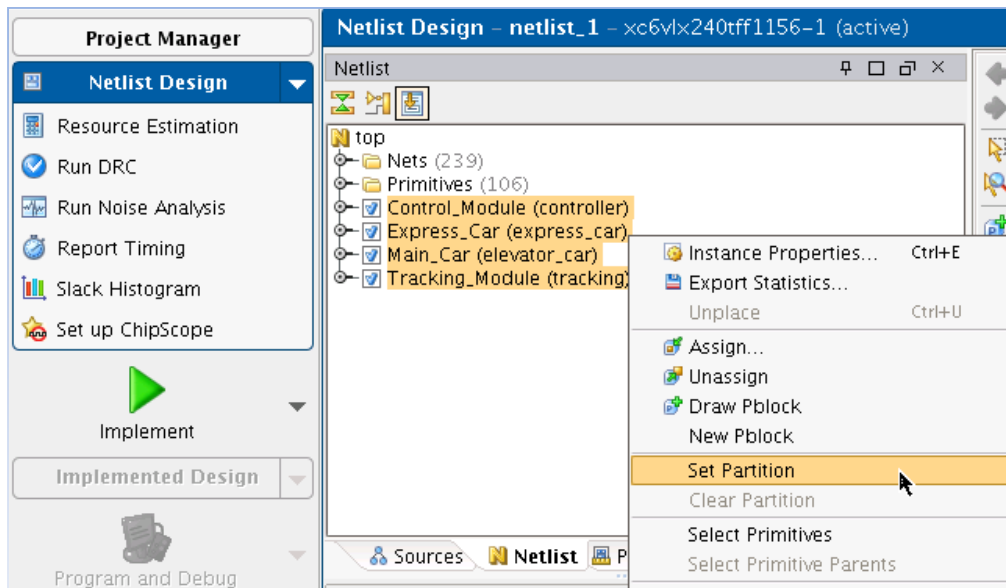 Project Manager
Netlist Design
Resource Estimation
Run DRC
Run Noise Analysis
Report Timing
Slack Histogram
Set up ChipScope
Implement
Implemented Design
Program and Debug
Netlist Design - netlist_1 - xc6vlx240tff1156-1 (active)
Netlist
top
Nets (239)
Primitives (106)
Control_Module (controller)
Express_Car (express_car)
Main_Car (elevator_car)
Tracking_Module (tracking)
Instance Properties... Ctrl+E
Export Statistics...
Unplace Ctrl+U
Assign...
Unassign
Draw Pblock
New Pblock
Set Partition
Clear Partition
Select Primitives
Select Primitive Parents
Sources Netlist P